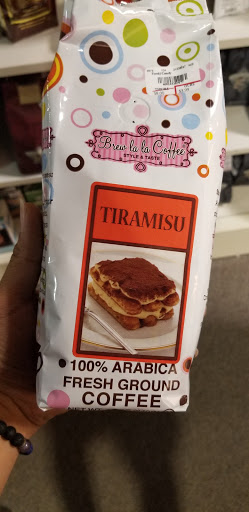 Brew la la Coffee
STYLE & TASTE
TIRAMISU
100% ARABICA
FRESH GROUND
COFFEE